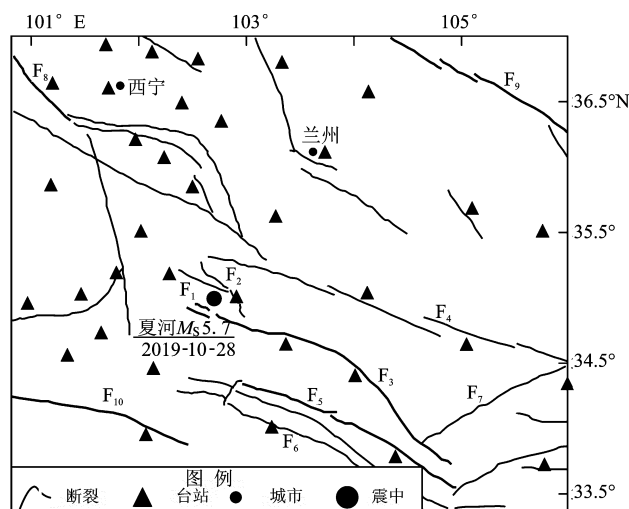 101° E 103° 105°
F8
F9
西宁
36.5°N
兰州
35.5°
F1 F2
夏河MS5.7
2019-10-28
F4
34.5°
F3
F7
F10
F5
F6
图 例
断裂 台站 城市 震中
33.5°